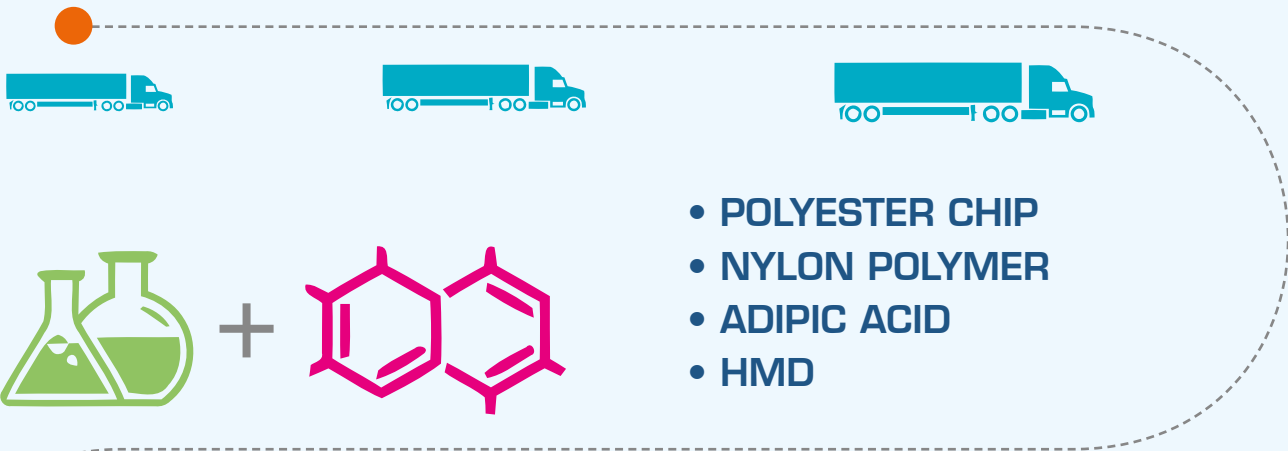 • POLYESTER CHIP
• NYLON POLYMER
• ADIPIC ACID
• HMD